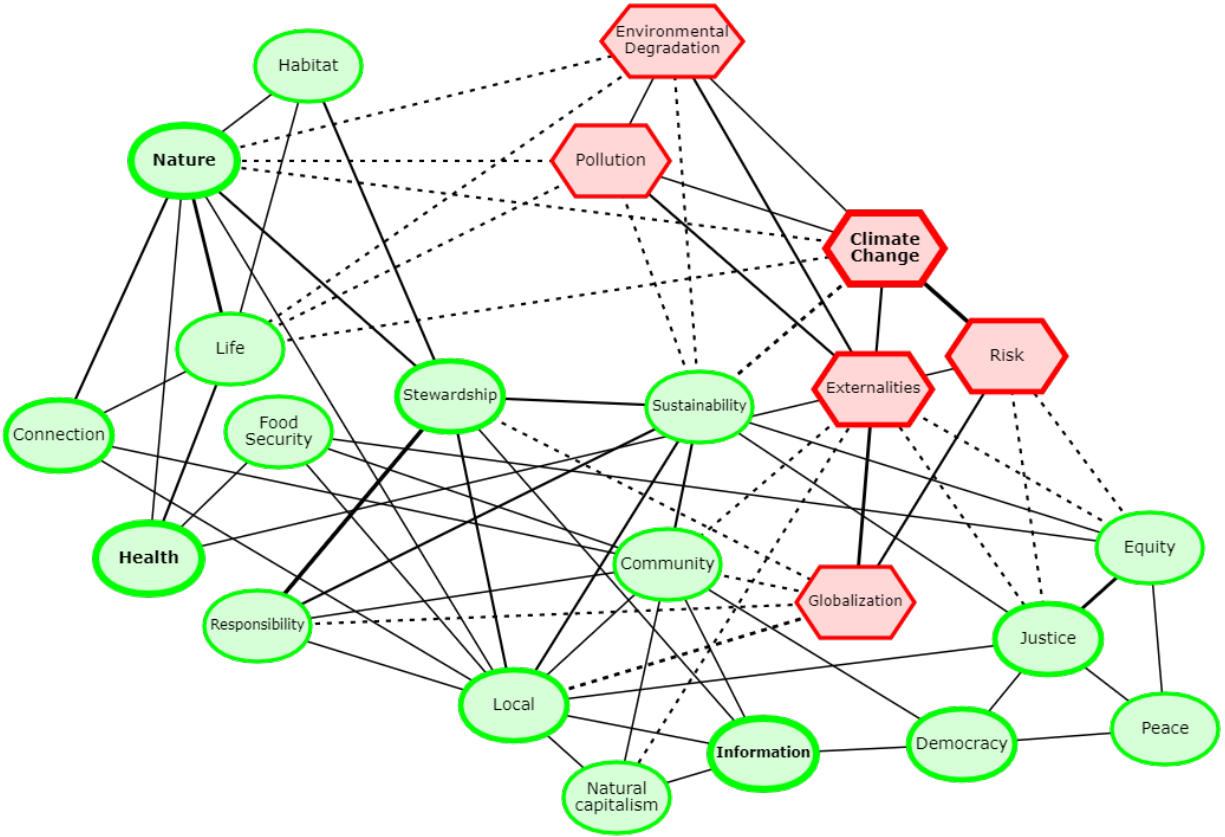 Environmental
Degradation
Habitat
Nature
Pollution
Climate
Change
Life
Risk
Stewardship
Externalities
Sustainability
Connection
Food
Security
Health
Equity
Community
Globalization
Responsibility
Justice
Local
Peace
Democracy
Information
Natural
capitalism